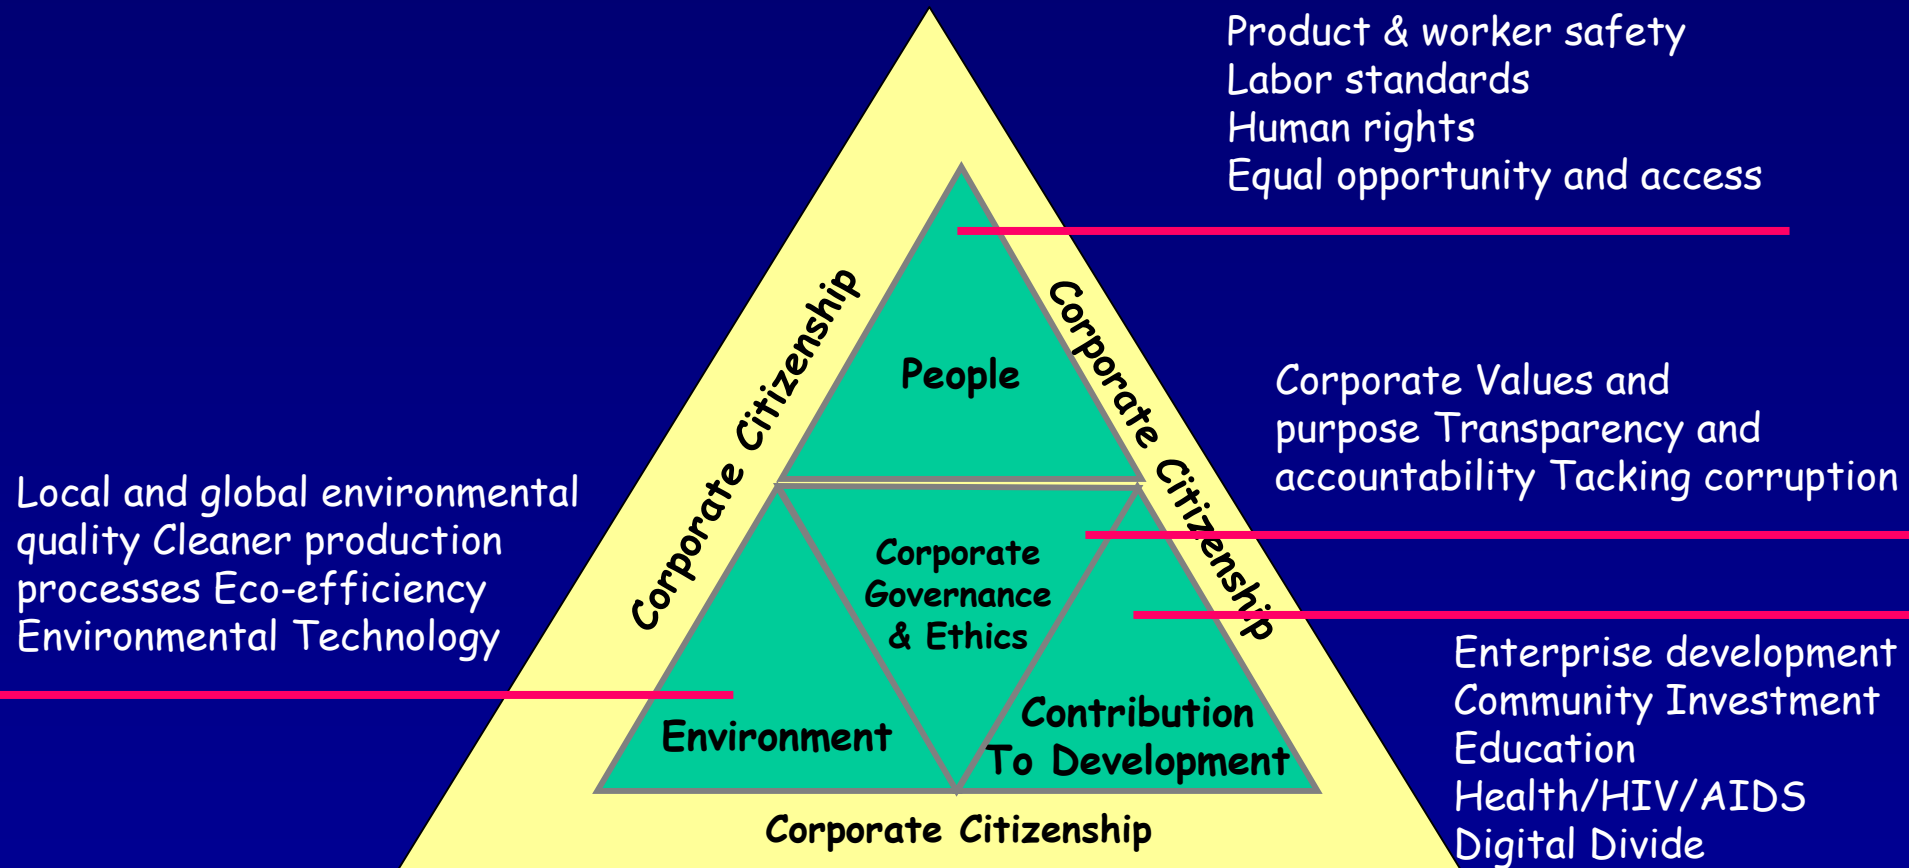 Product & worker safety
Labor standards
Human rights
Equal opportunity and access
Corporate Citizenship
Corporate Citizenship
People
Corporate Values and
purpose Transparency and
accountability Tacking corruption
Local and global environmental
quality Cleaner production
processes Eco-efficiency
Environmental Technology
Corporate
Governance
& Ethics
Environment
Contribution
To Development
Enterprise development
Community Investment
Education
Health/HIV/AIDS
Digital Divide
Corporate Citizenship